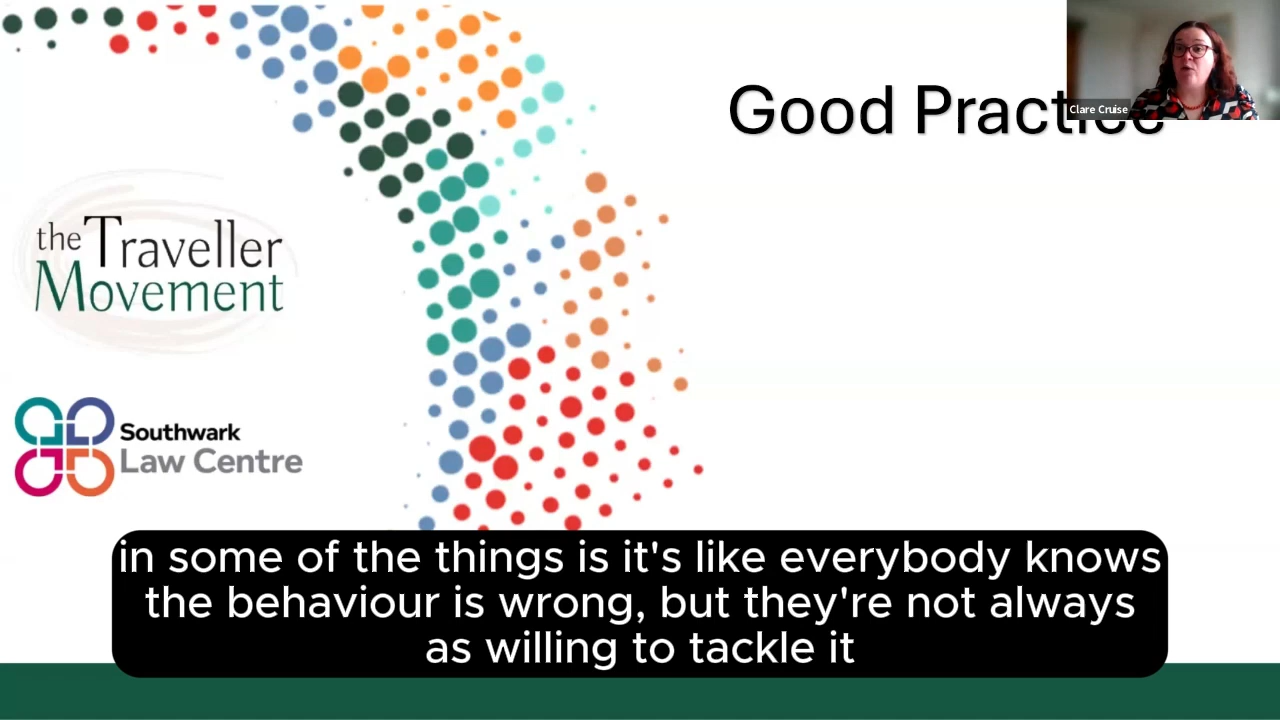 Good Practice
Clare Cruise
the Traveller
Movement
Southwark
Law Centre
in some of the things is it's like everybody knows
the behaviour is wrong, but they're not always
as willing to tackle it